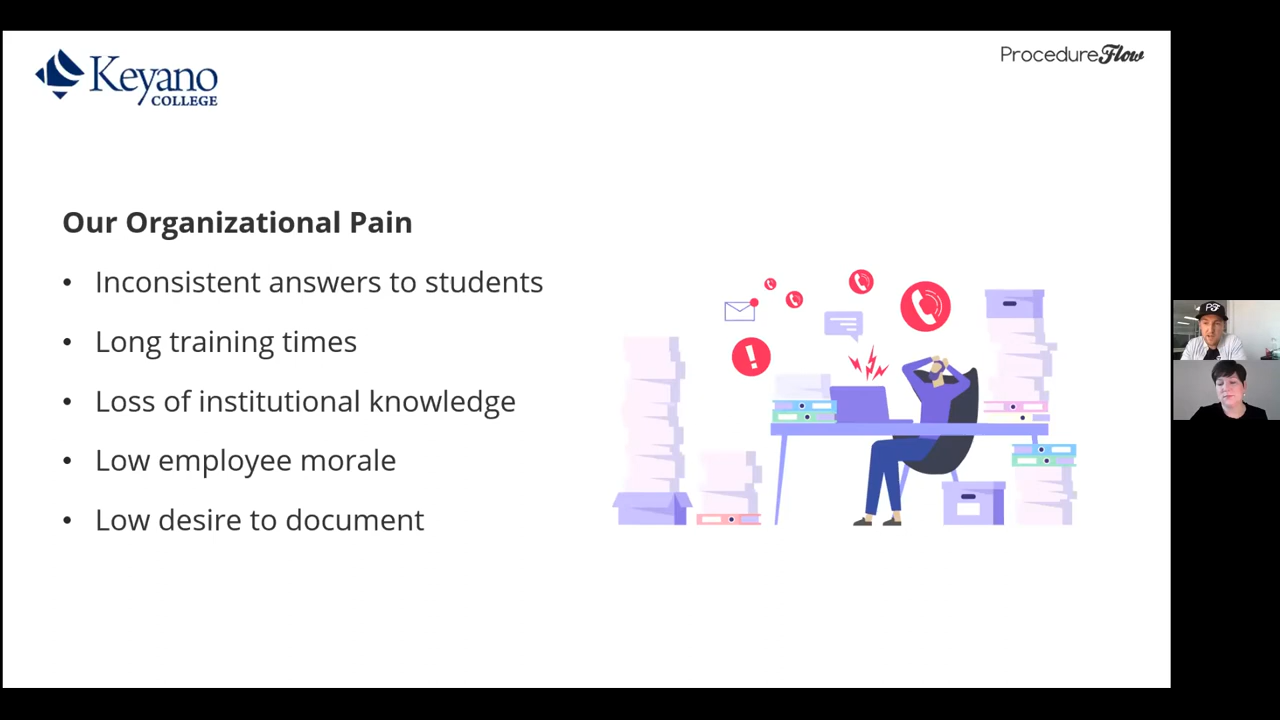 Keyano
COLLEGE
ProcedureFlow
Our Organizational Pain
• Inconsistent answers to students
• Long training times
• Loss of institutional knowledge
• Low employee morale
• Low desire to document